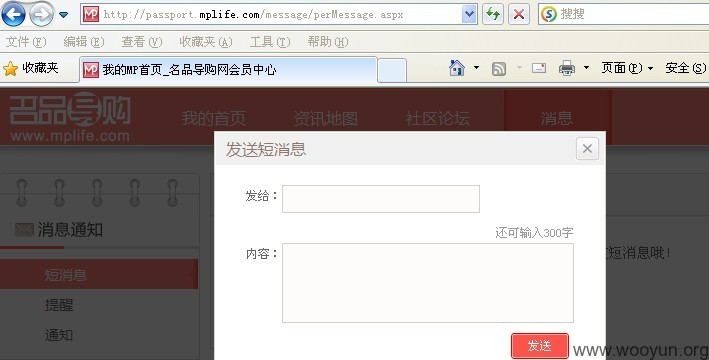 http://passport.mplife.com/message/perMessage.aspx
搜搜
文件(F) 编辑(E) 查看(V) 收藏夹(A) 工具(T) 帮助(H)
收藏夹 MP 我的MP首页_名品导购网会员中心 页面(P) 安全(S)
名品导购
www.mplife.com
我的首页 资讯地图 社区论坛 消息
发送短消息
发给：
还可输入300字
消息通知
内容：
短消息哦！
短消息
提醒
通知
发送
www.wooyun.org